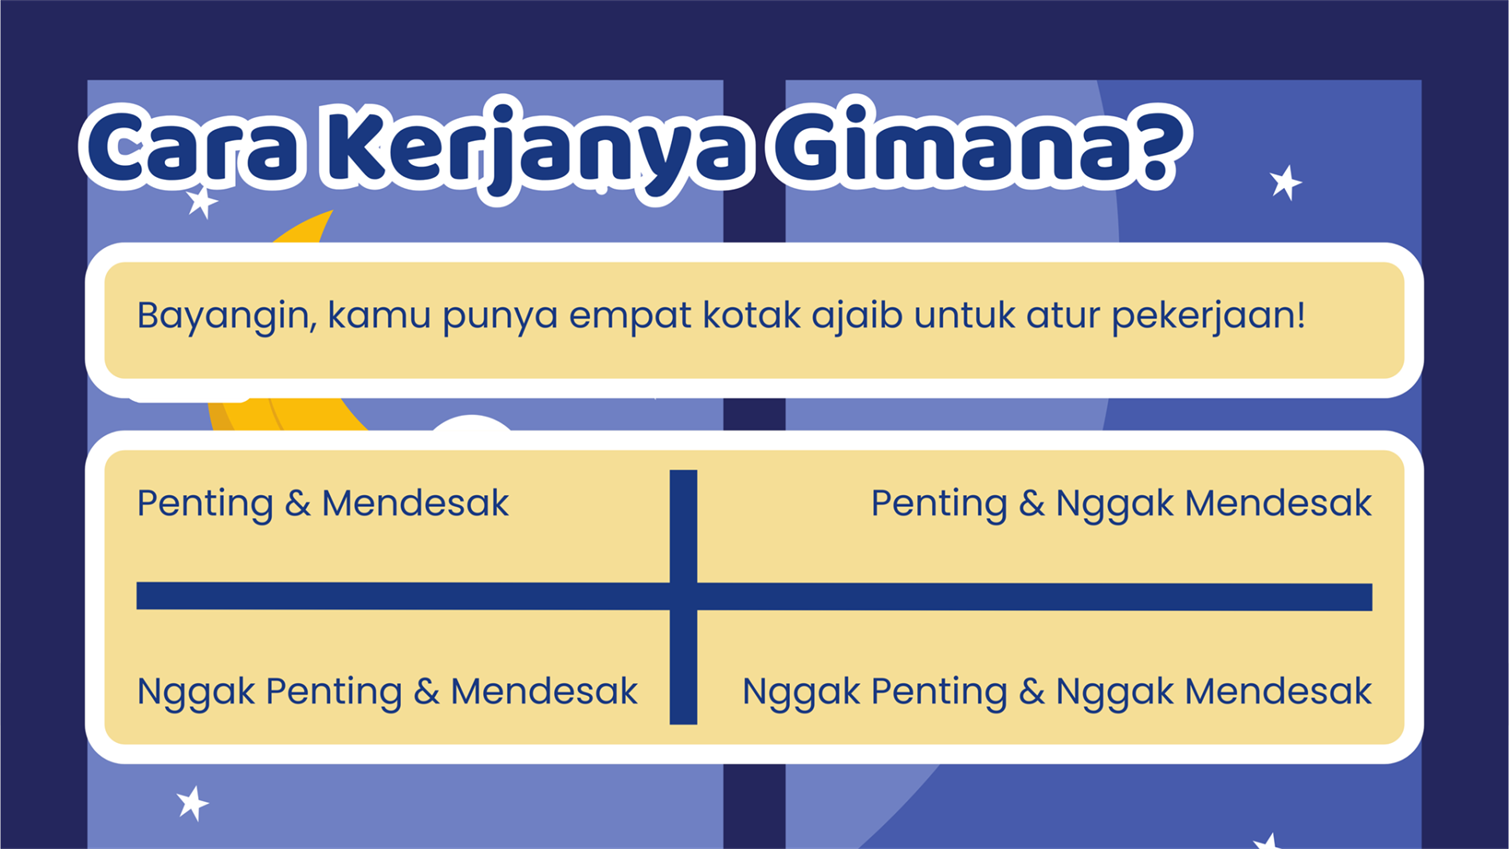 Cara Kerjanya Gimana?
Bayangin, kamu punya empat kotak ajaib untuk atur pekerjaan!
Penting & Mendesak
Penting & Nggak Mendesak
Nggak Penting & Mendesak
Nggak Penting & Nggak Mendesak